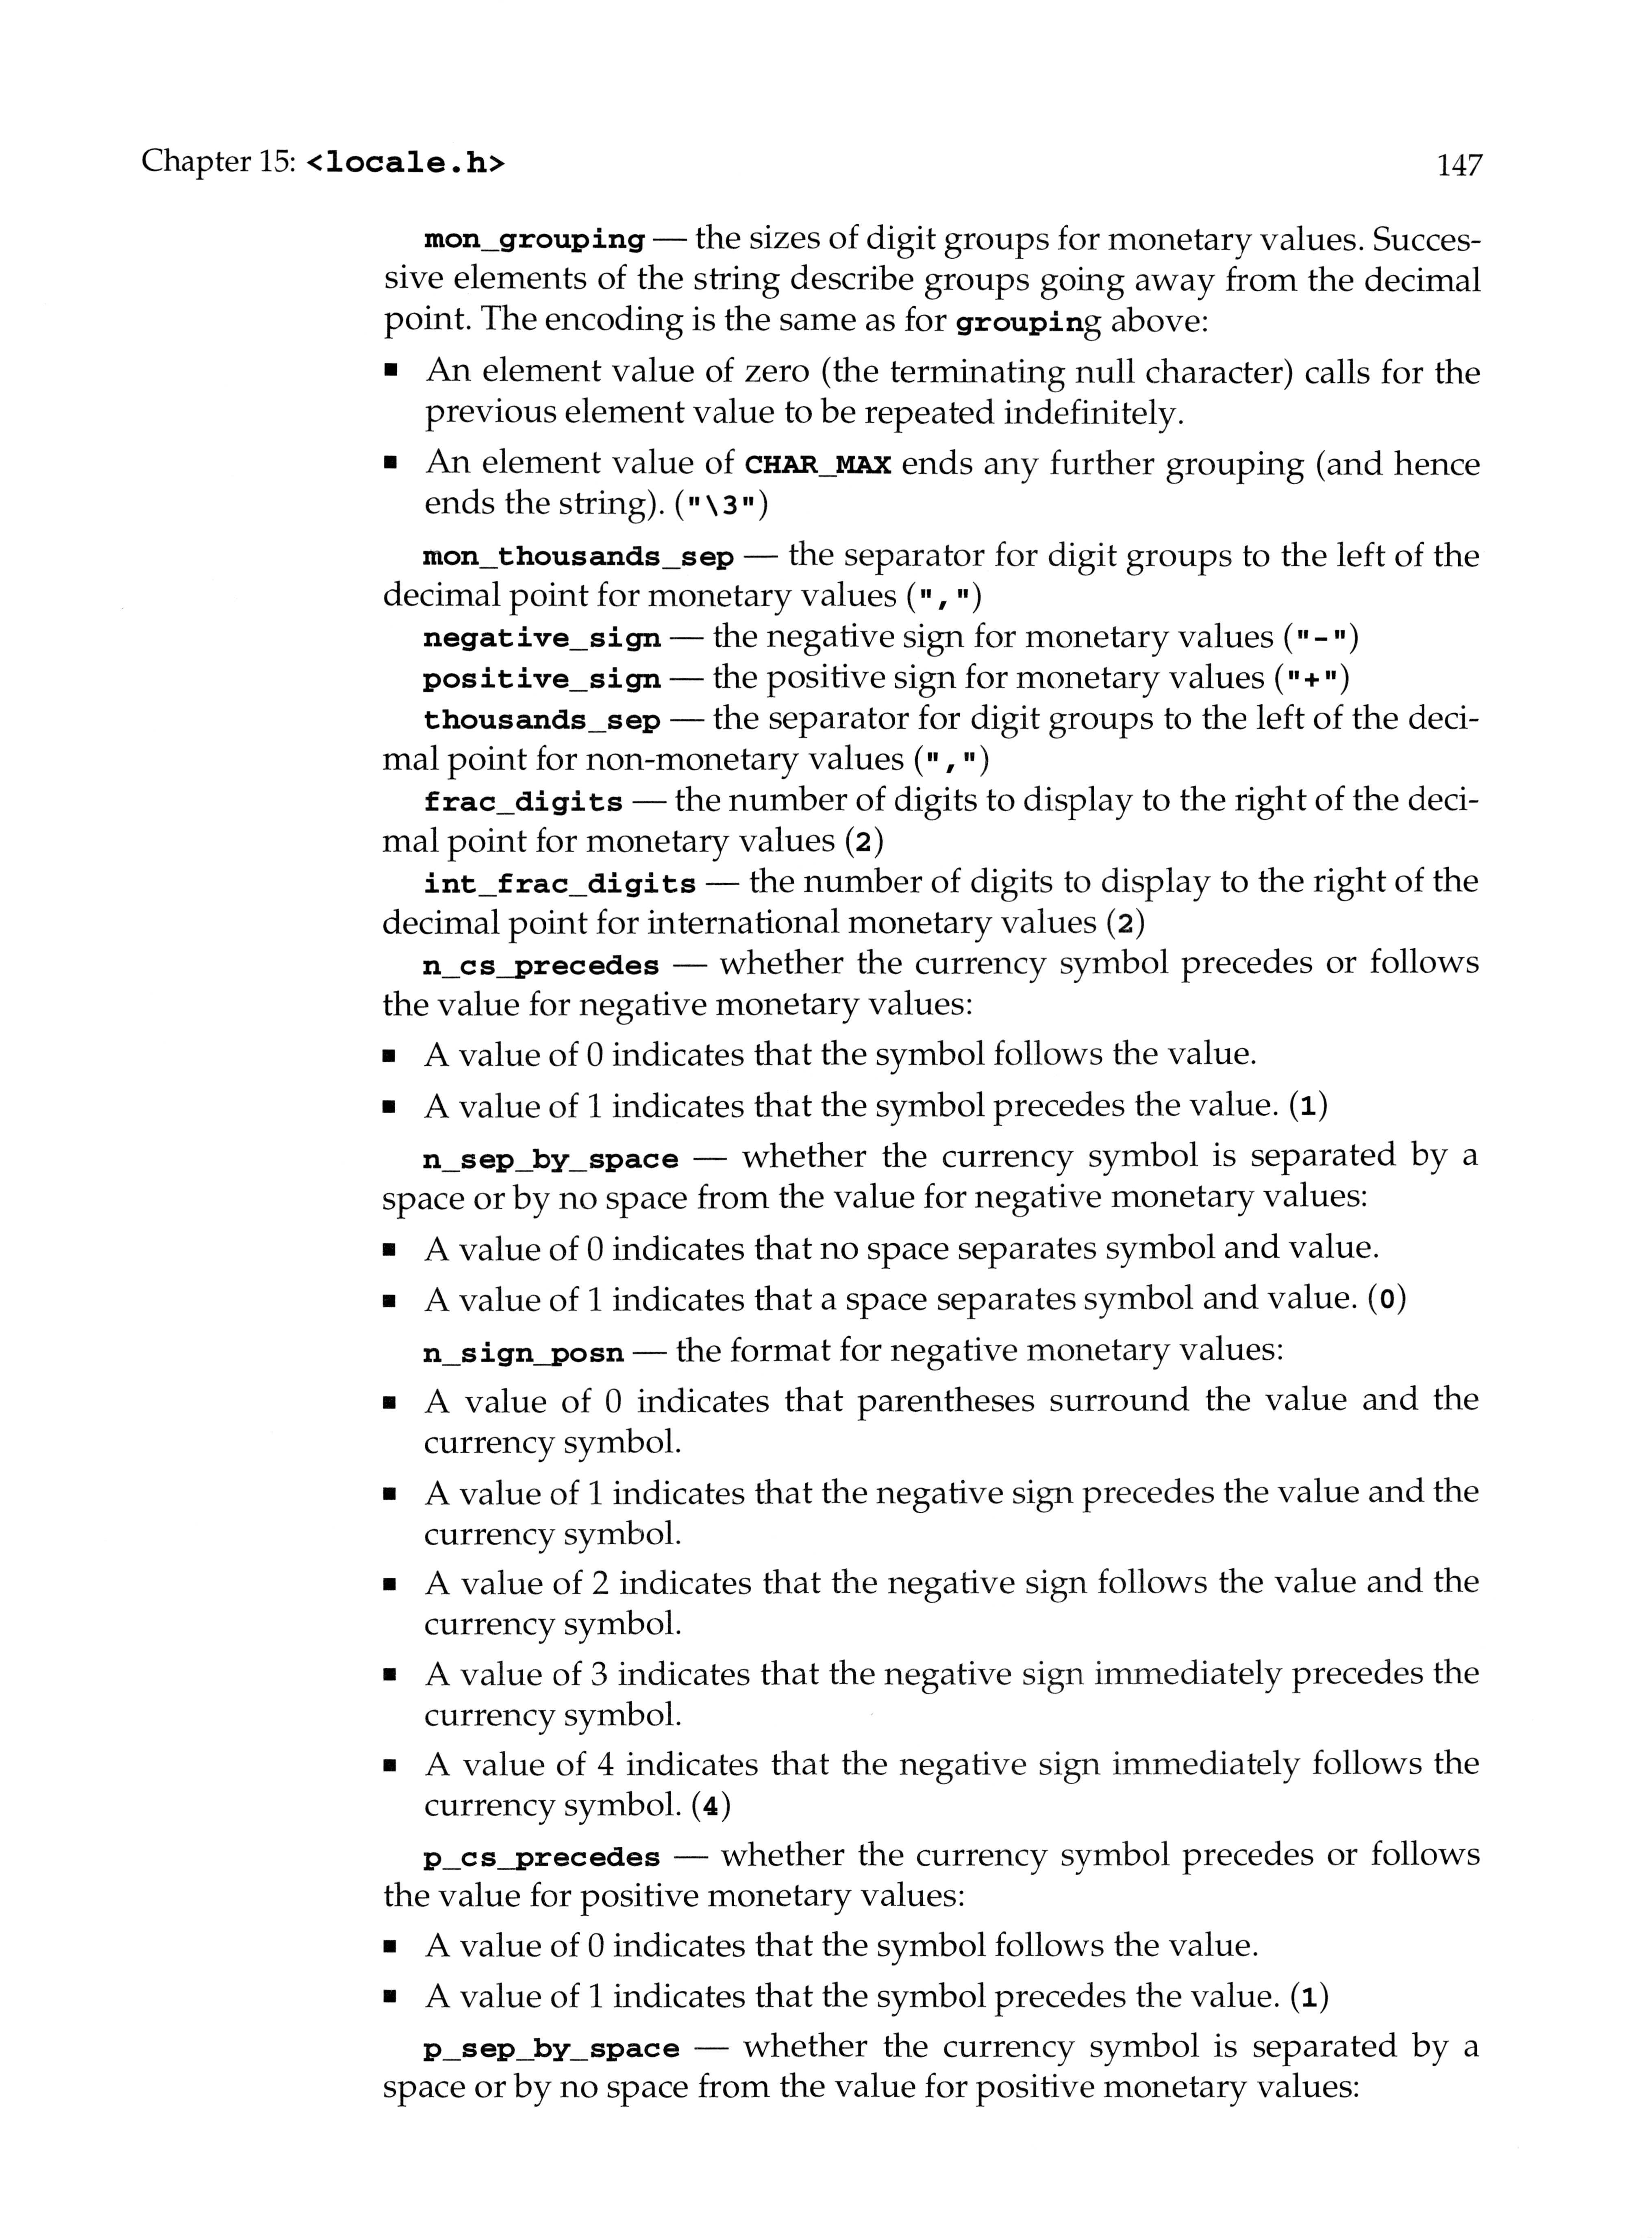 Chapter 15: <locale.h> 147
mon_grouping — the sizes of digit groups for monetary values. Succes-
sive elements of the string describe groups going away from the decimal
point. The encoding is the same as for grouping above:
▪ An element value of zero (the terminating null character) calls for the
previous element value to be repeated indefinitely.
▪ An element value of CHAR_MAX ends any further grouping (and hence
ends the string). ("\3")
mon_thousands_sep — the separator for digit groups to the left of the
decimal point for monetary values (",")
negative_sign — the negative sign for monetary values ("-")
positive_sign — the positive sign for monetary values ("+")
thousands_sep — the separator for digit groups to the left of the deci-
mal point for non-monetary values (",")
frac_digits — the number of digits to display to the right of the deci-
mal point for monetary values (2)
int_frac_digits — the number of digits to display to the right of the
decimal point for international monetary values (2)
n_cs_precedes — whether the currency symbol precedes or follows
the value for negative monetary values:
▪ A value of 0 indicates that the symbol follows the value.
▪ A value of 1 indicates that the symbol precedes the value. (1)
n_sep_by_space — whether the currency symbol is separated by a
space or by no space from the value for negative monetary values:
▪ A value of 0 indicates that no space separates symbol and value.
▪ A value of 1 indicates that a space separates symbol and value. (0)
n_sign_posn — the format for negative monetary values:
▪ A value of 0 indicates that parentheses surround the value and the
currency symbol.
▪ A value of 1 indicates that the negative sign precedes the value and the
currency symbol.
▪ A value of 2 indicates that the negative sign follows the value and the
currency symbol.
▪ A value of 3 indicates that the negative sign immediately precedes the
currency symbol.
▪ A value of 4 indicates that the negative sign immediately follows the
currency symbol. (4)
p_cs_precedes — whether the currency symbol precedes or follows
the value for positive monetary values:
▪ A value of 0 indicates that the symbol follows the value.
▪ A value of 1 indicates that the symbol precedes the value. (1)
p_sep_by_space — whether the currency symbol is separated by a
space or by no space from the value for positive monetary values: